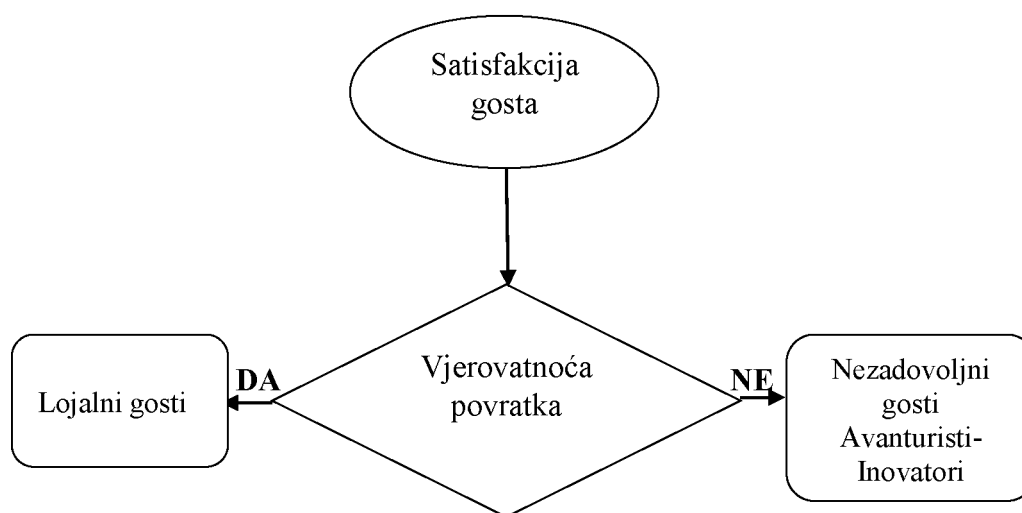 Satisfakcija
gosta
Vjerovatnoća
povratka
DA
NE
Lojalni gosti
Nezadovoljni
gosti
Avanturisti-
Inovatori